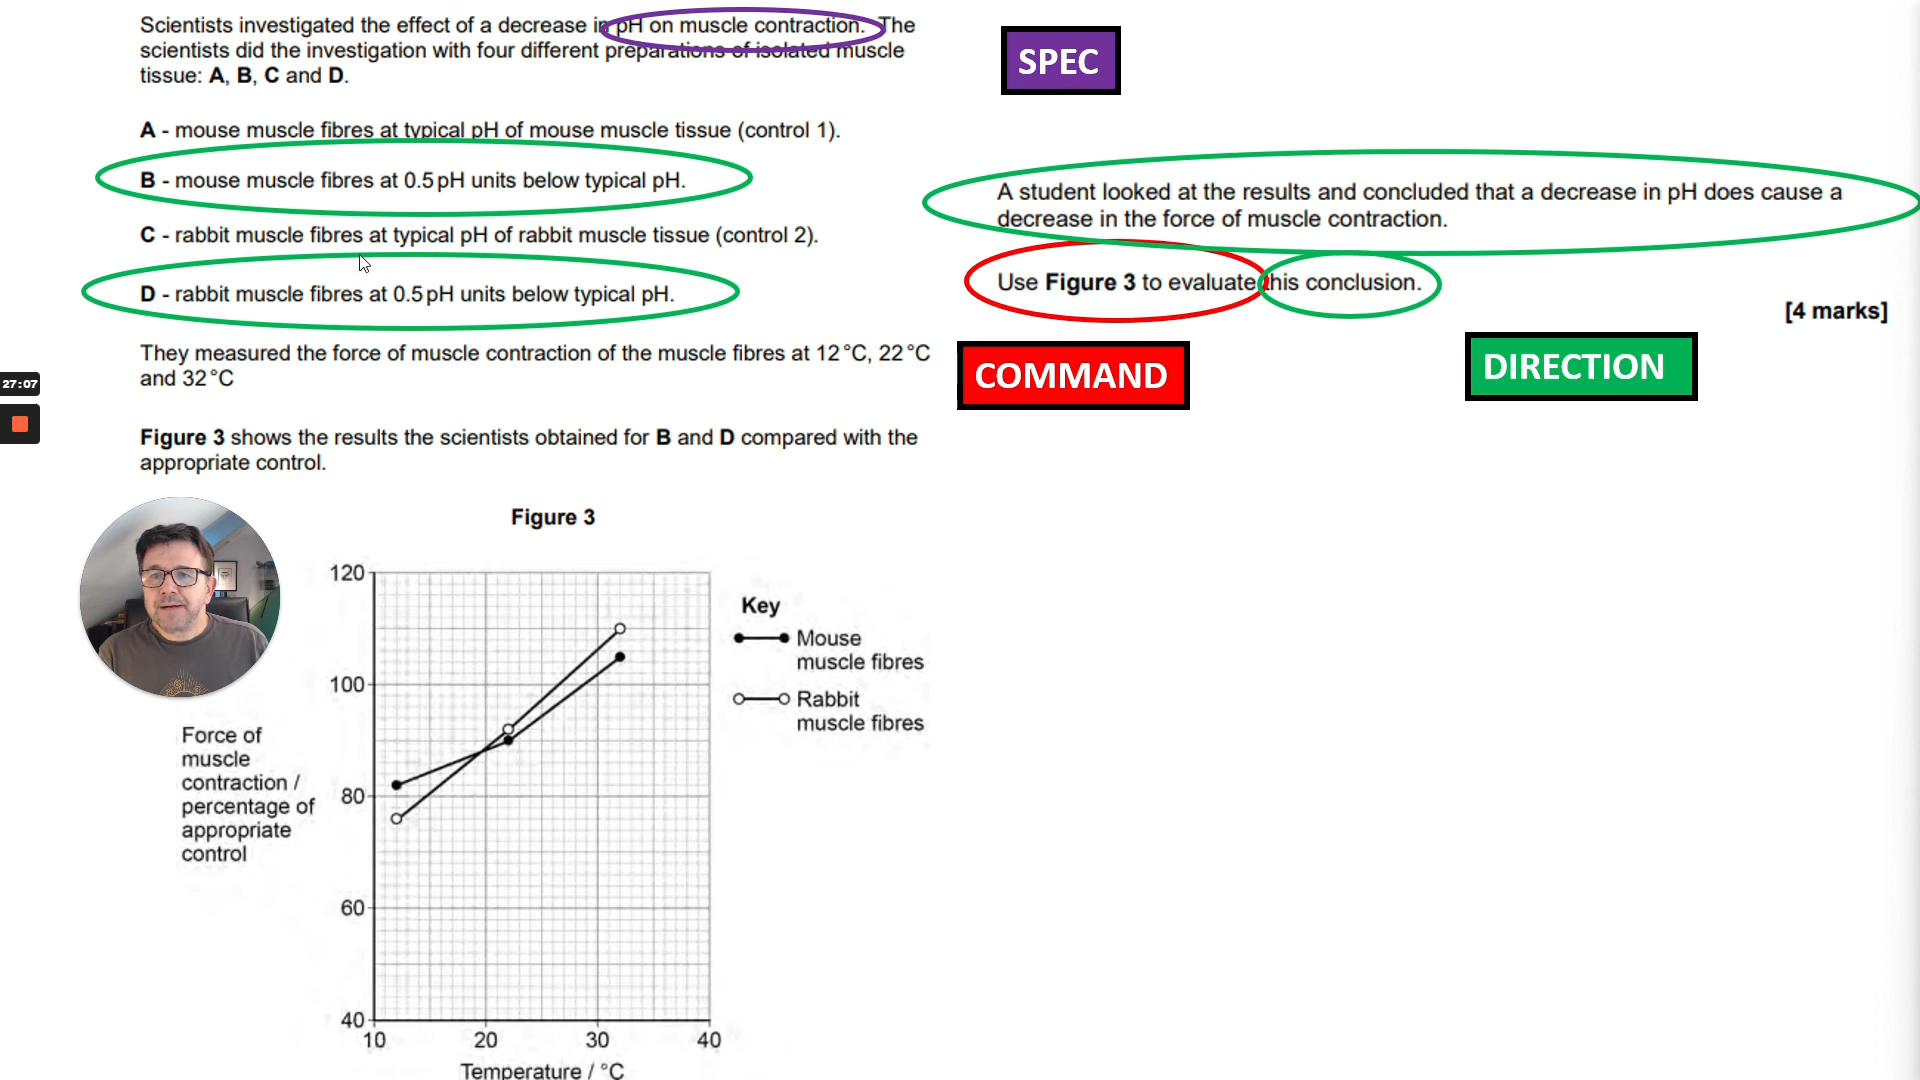 Scientists investigated the effect of a decrease in pH on muscle contraction. The
scientists did the investigation with four different preparations of isolated muscle
tissue: A, B, C and D.
A - mouse muscle fibres at typical pH of mouse muscle tissue (control 1).
B - mouse muscle fibres at 0.5 pH units below typical pH.
C - rabbit muscle fibres at typical pH of rabbit muscle tissue (control 2).
D - rabbit muscle fibres at 0.5 pH units below typical pH.
They measured the force of muscle contraction of the muscle fibres at 12 °C, 22 °C
and 32 °C
Figure 3 shows the results the scientists obtained for B and D compared with the
appropriate control.
Figure 3
120
100
80
60
40
10
20
30
40
Force of
muscle
contraction /
percentage of
appropriate
control
Temperature / °C
Key
Mouse
muscle fibres
Rabbit
muscle fibres
27:07
SPEC
A student looked at the results and concluded that a decrease in pH does cause a
decrease in the force of muscle contraction.
Use Figure 3 to evaluate this conclusion.
[4 marks]
COMMAND
DIRECTION